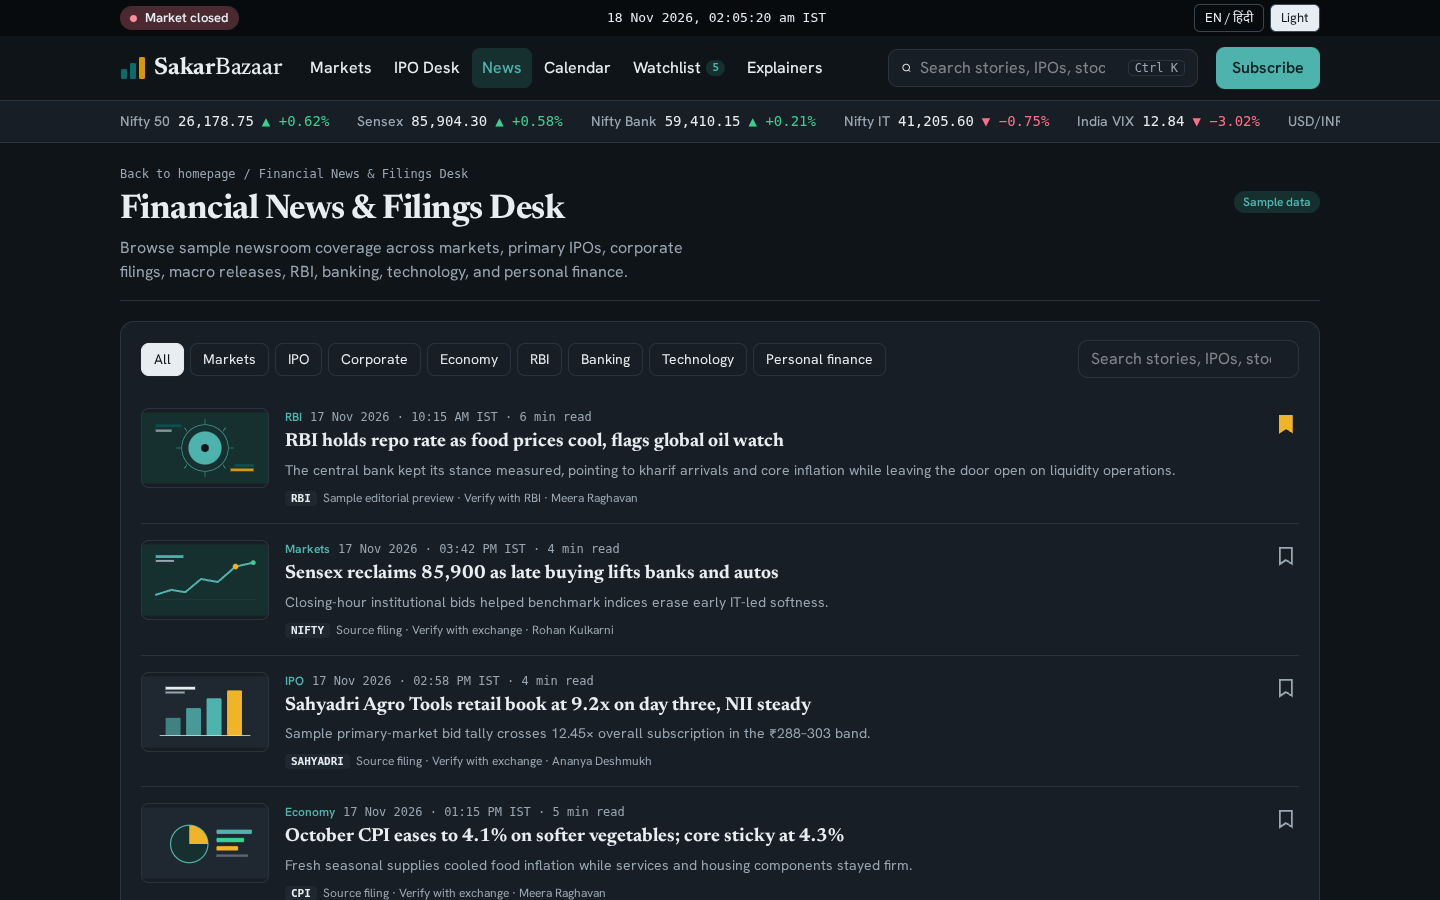 Market closed
18 Nov 2026, 02:05:20 am IST
EN / हिंदी
Light
SakarBazaar
Markets
IPO Desk
News
Calendar
Watchlist 5
Explainers
Search stories, IPOs, stoc
Ctrl K
Subscribe
Nifty 50 26,178.75 ▲ +0.62%
Sensex 85,904.30 ▲ +0.58%
Nifty Bank 59,410.15 ▲ +0.21%
Nifty IT 41,205.60 ▼ −0.75%
India VIX 12.84 ▼ −3.02%
USD/INR
Back to homepage / Financial News & Filings Desk
Financial News & Filings Desk
Sample data
Browse sample newsroom coverage across markets, primary IPOs, corporate
filings, macro releases, RBI, banking, technology, and personal finance.
All
Markets
IPO
Corporate
Economy
RBI
Banking
Technology
Personal finance
Search stories, IPOs, stoc
RBI 17 Nov 2026 · 10:15 AM IST · 6 min read
RBI holds repo rate as food prices cool, flags global oil watch
The central bank kept its stance measured, pointing to kharif arrivals and core inflation while leaving the door open on liquidity operations.
RBI Sample editorial preview · Verify with RBI · Meera Raghavan
Markets 17 Nov 2026 · 03:42 PM IST · 4 min read
Sensex reclaims 85,900 as late buying lifts banks and autos
Closing-hour institutional bids helped benchmark indices erase early IT-led softness.
NIFTY Source filing · Verify with exchange · Rohan Kulkarni
IPO 17 Nov 2026 · 02:58 PM IST · 4 min read
Sahyadri Agro Tools retail book at 9.2x on day three, NII steady
Sample primary-market bid tally crosses 12.45× overall subscription in the ₹288–303 band.
SAHYADRI Source filing · Verify with exchange · Ananya Deshmukh
Economy 17 Nov 2026 · 01:15 PM IST · 5 min read
October CPI eases to 4.1% on softer vegetables; core sticky at 4.3%
Fresh seasonal supplies cooled food inflation while services and housing components stayed firm.
CPI Source filing · Verify with exchange · Meera Raghavan